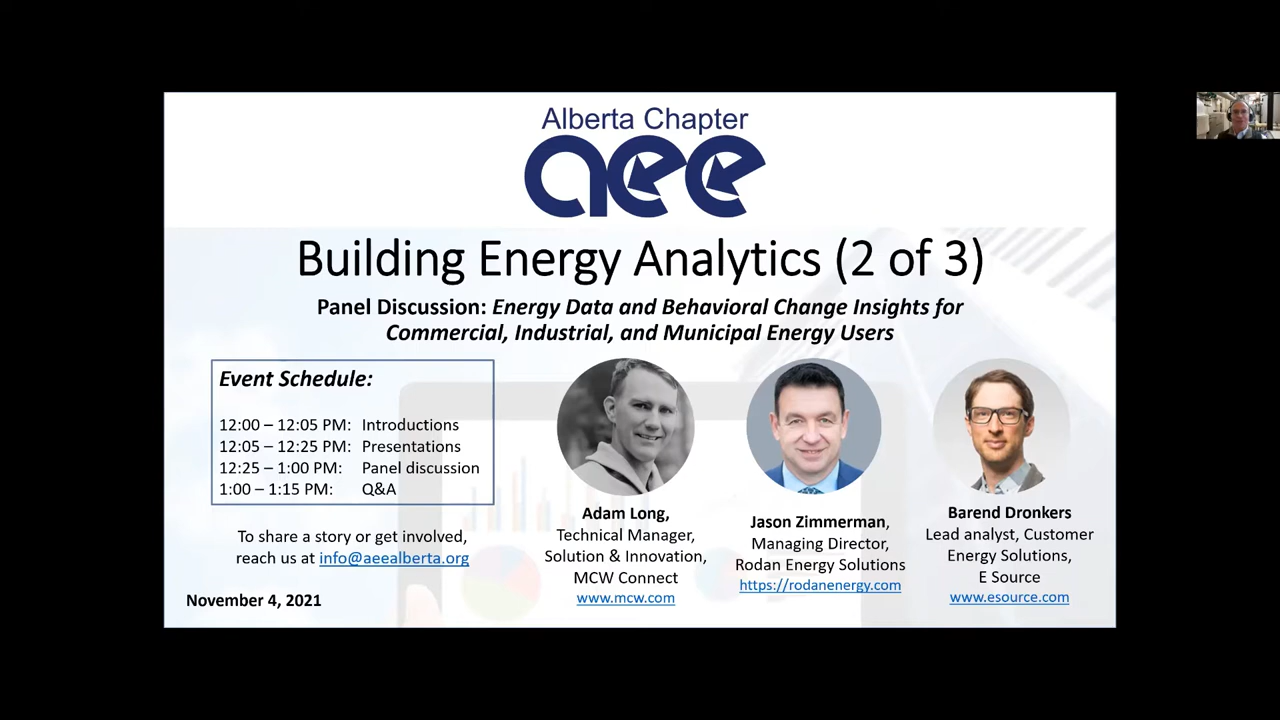 Alberta Chapter
aee
Building Energy Analytics (2 of 3)
Panel Discussion: Energy Data and Behavioral Change Insights for
Commercial, Industrial, and Municipal Energy Users
Event Schedule:
12:00 – 12:05 PM: Introductions
12:05 – 12:25 PM: Presentations
12:25 – 1:00 PM: Panel discussion
1:00 – 1:15 PM: Q&A
To share a story or get involved,
reach us at info@aeealberta.org
November 4, 2021
Adam Long,
Technical Manager,
Solution & Innovation,
MCW Connect
www.mcw.com
Jason Zimmerman,
Managing Director,
Rodan Energy Solutions
https://rodanenergy.com
Barend Dronkers
Lead analyst, Customer
Energy Solutions,
E Source
www.esource.com